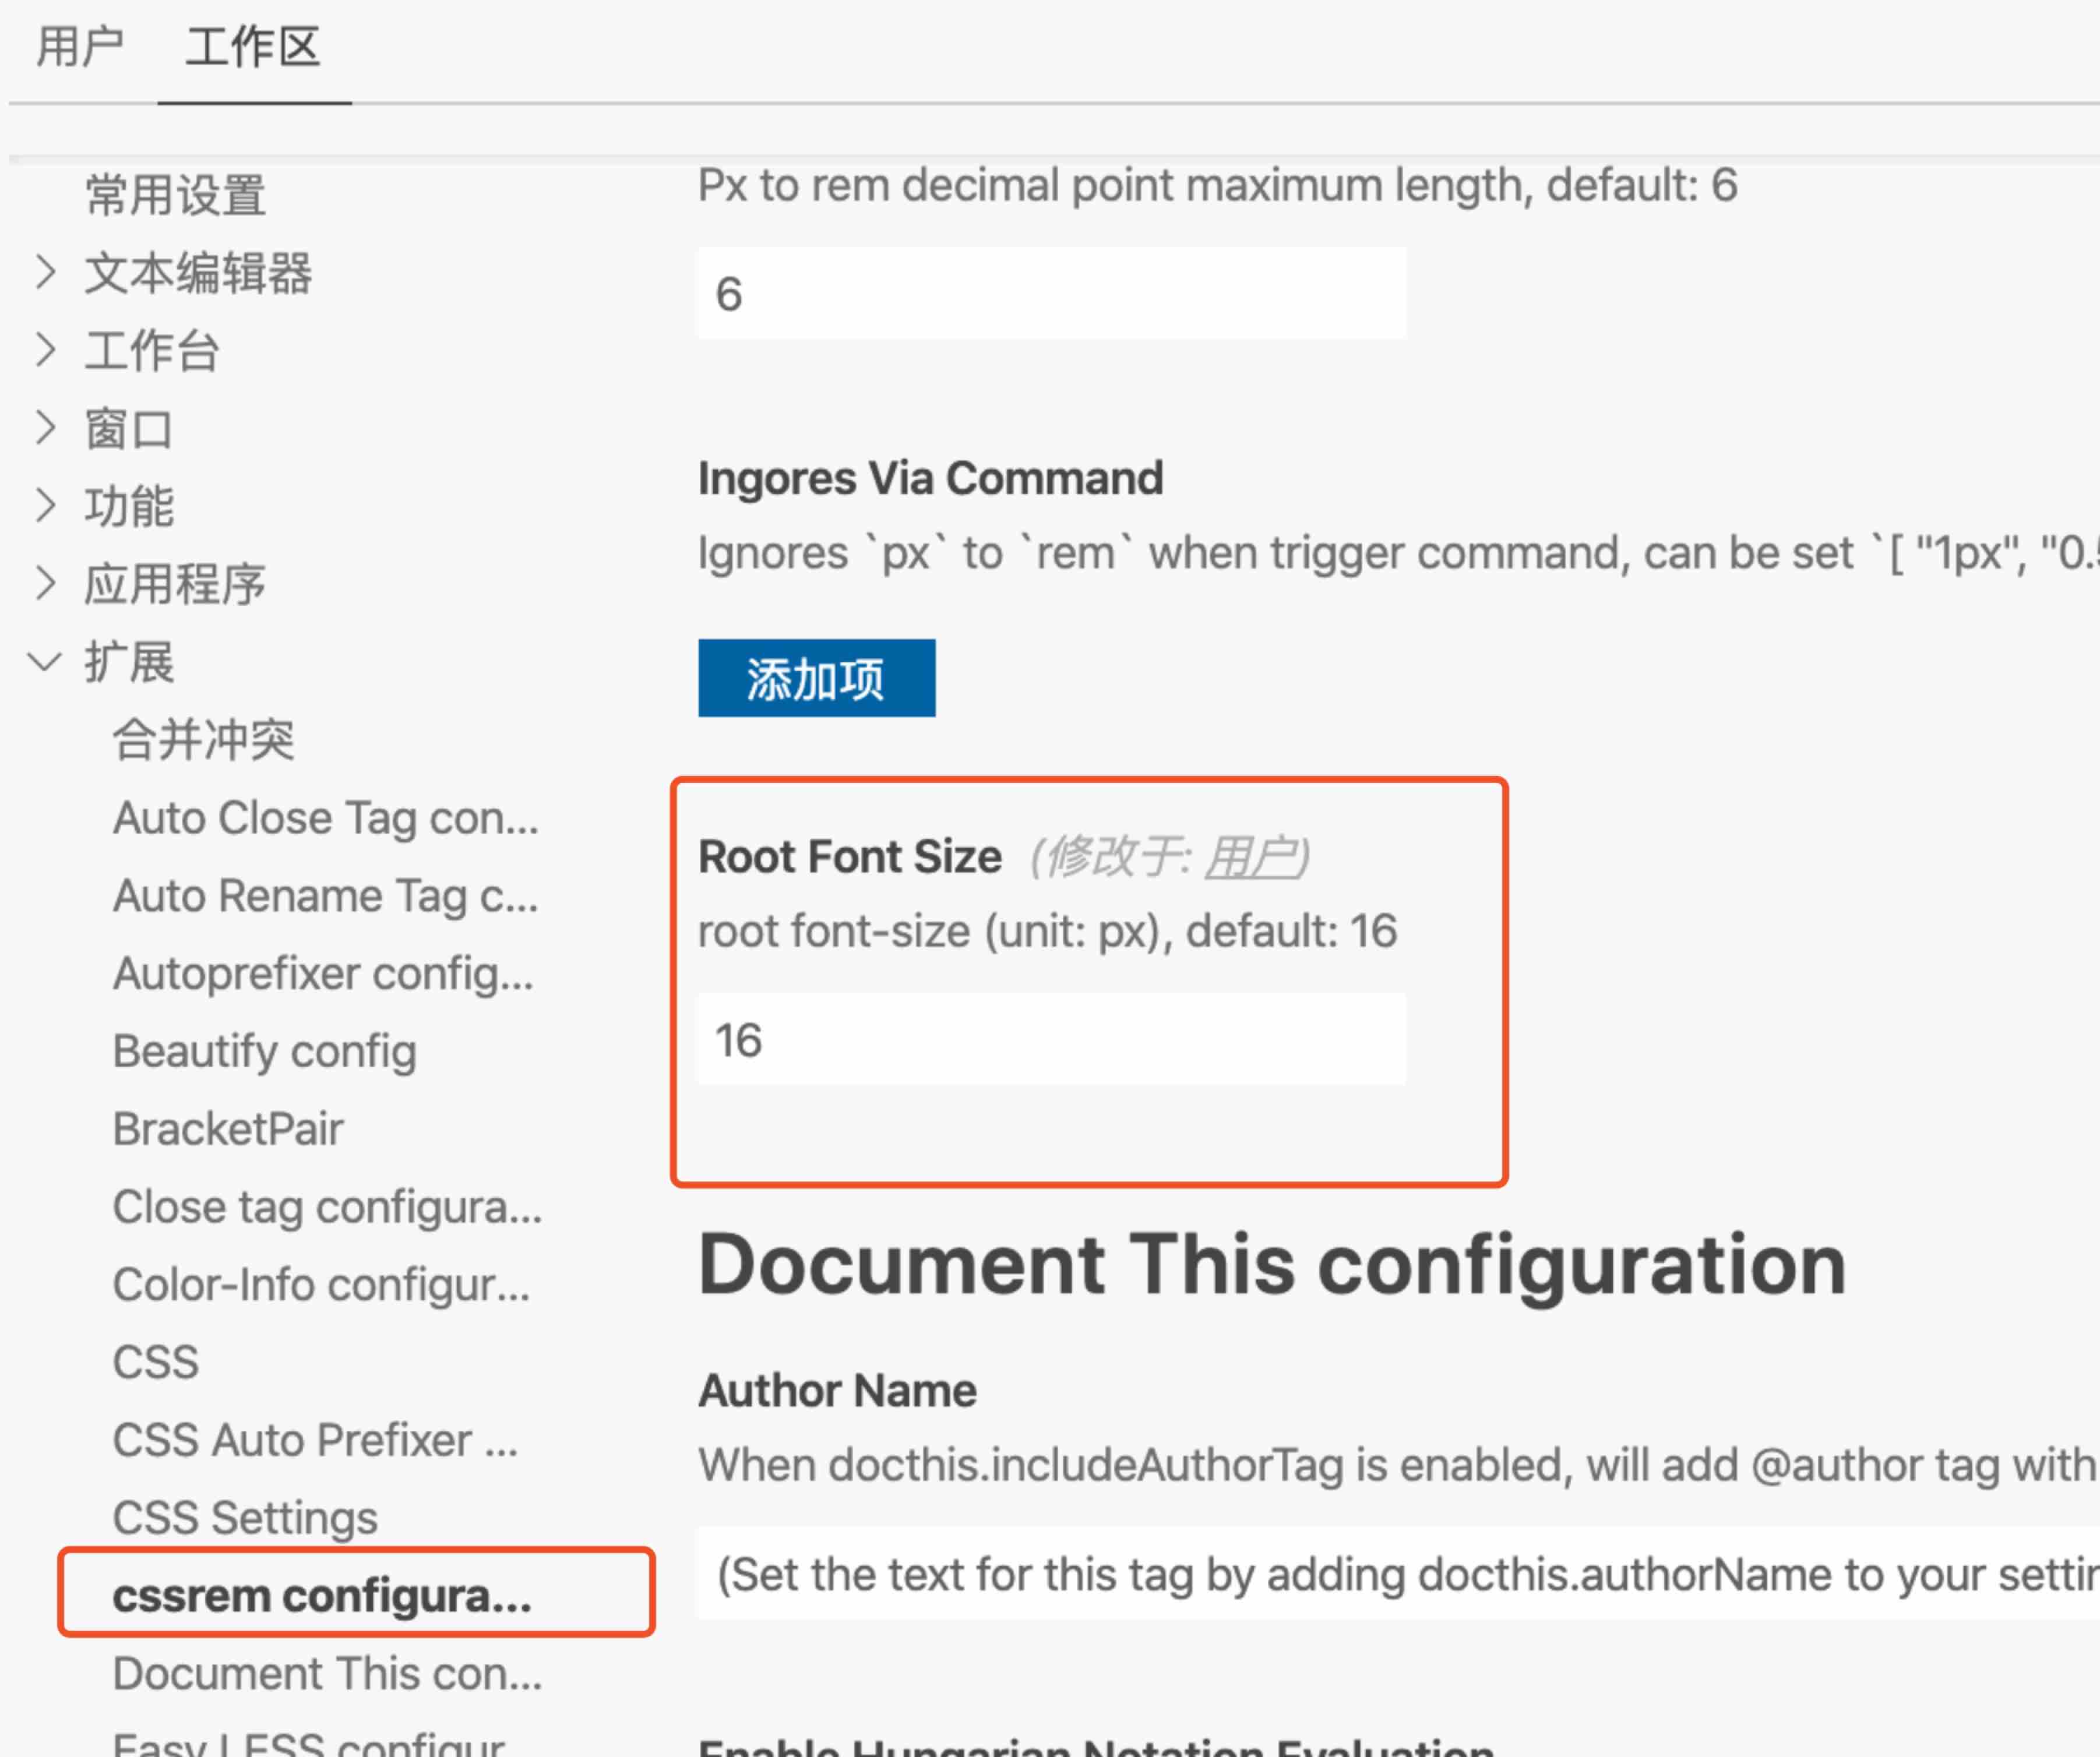 用户 工作区
常用设置
文本编辑器
工作台
窗口
功能
应用程序
扩展
合并冲突
Auto Close Tag con...
Auto Rename Tag c...
Autoprefixer config...
Beautify config
BracketPair
Close tag configura...
Color-Info configur...
CSS
CSS Auto Prefixer ...
CSS Settings
cssrem configura...
Document This con...
Easy LESS configur
Px to rem decimal point maximum length, default: 6
6
Ingores Via Command
Ignores `px` to `rem` when trigger command, can be set `[ "1px", "0.5
添加项
Root Font Size (修改于: 用户)
root font-size (unit: px), default: 16
16
Document This configuration
Author Name
When docthis.includeAuthorTag is enabled, will add @author tag with
(Set the text for this tag by adding docthis.authorName to your settin
Enable Hungarian Notation Evaluation